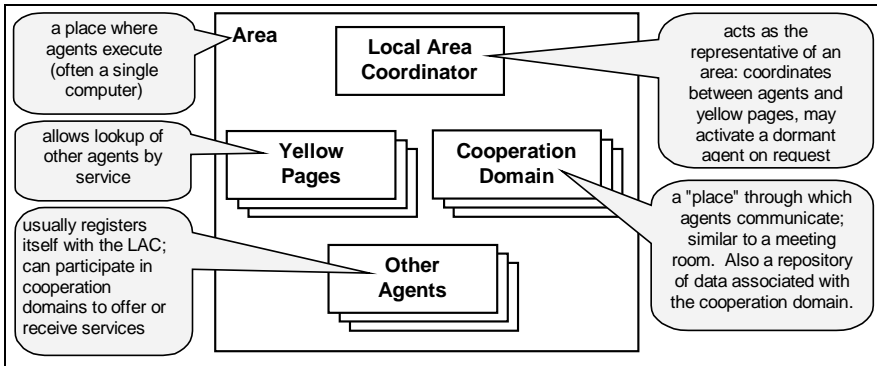 a place where
agents execute
(often a single
computer)
Area
Local Area
Coordinator
acts as the
representative of an
area: coordinates
between agents and
yellow pages, may
activate a dormant
agent on request
allows lookup of
other agents by
service
Yellow
Pages
Cooperation
Domain
a "place" through which
agents communicate;
similar to a meeting
room. Also a repository
of data associated with
the cooperation domain.
usually registers
itself with the LAC;
can participate in
cooperation
domains to offer or
receive services
Other
Agents